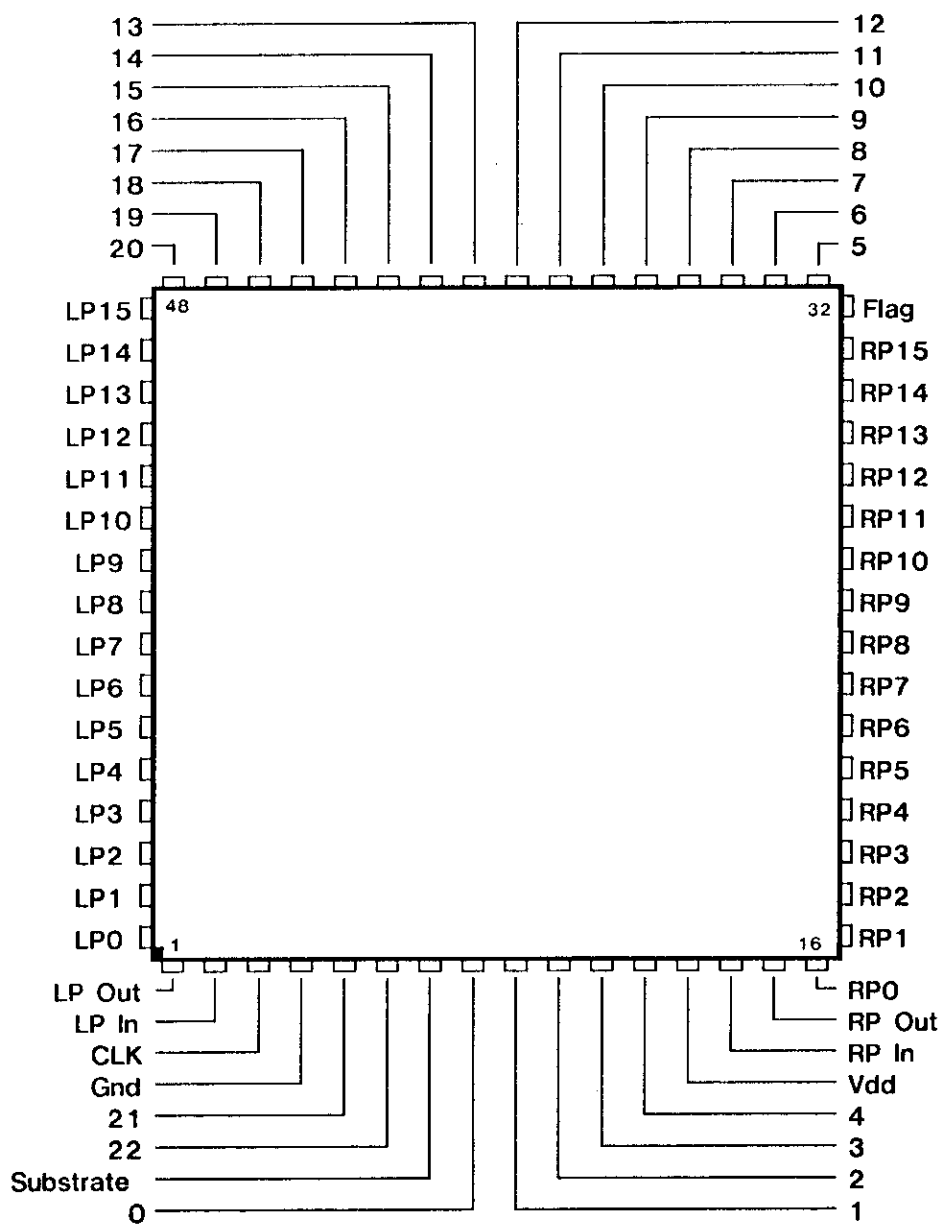 13 12
14 11
15 10
16 9
17 8
18 7
19 6
20 5
LP15 48 32 Flag
LP14 RP15
LP13 RP14
LP12 RP13
LP11 RP12
LP10 RP11
LP9 RP10
LP8 RP9
LP7 RP8
LP6 RP7
LP5 RP6
LP4 RP5
LP3 RP4
LP2 RP3
LP1 RP2
LP0 1 16 RP1
LP Out RP0
LP In RP Out
CLK RP In
Gnd Vdd
21 4
22 3
Substrate 2
0 1